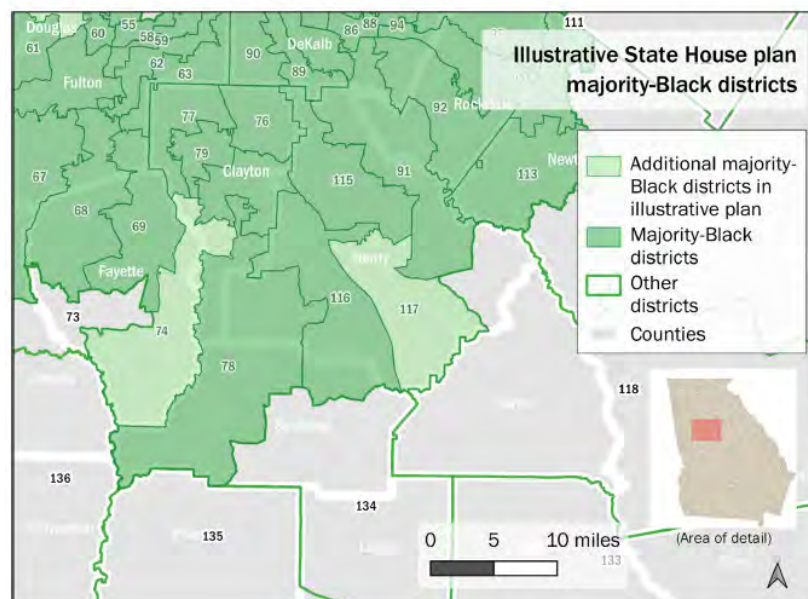 Illustrative State House plan
majority-Black districts
Additional majority-
Black districts in
illustrative plan
Majority-Black
districts
Other
districts
Counties
(Area of detail)
0 5 10 miles
Douglas
61
60
55
58
59
62
63
Fulton
90
DeKalb
86
88
94
111
89
92
77
76
79
Clayton
91
115
113
67
68
69
Fayette
73
74
78
116
117
Henry
118
136
135
134
133